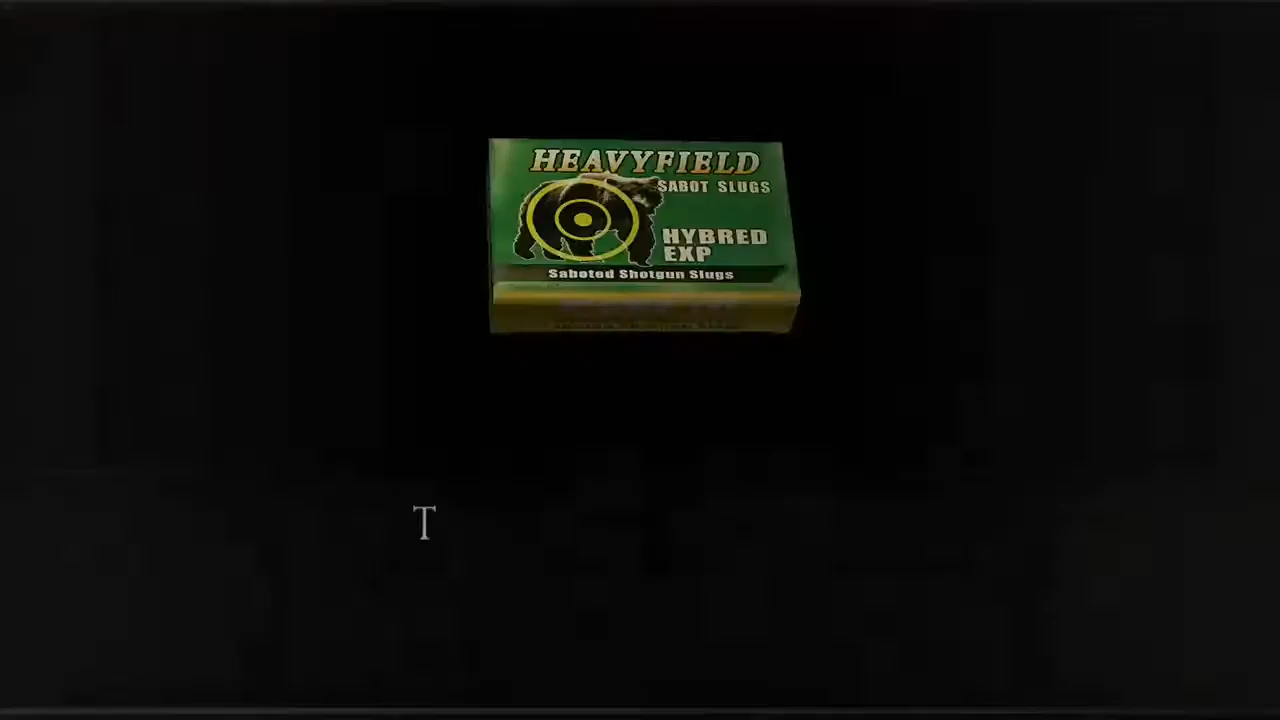 HEAVYFIELD
SABOT SLUGS
HYBRED
EXP
Saboted Shotgun Slugs
T